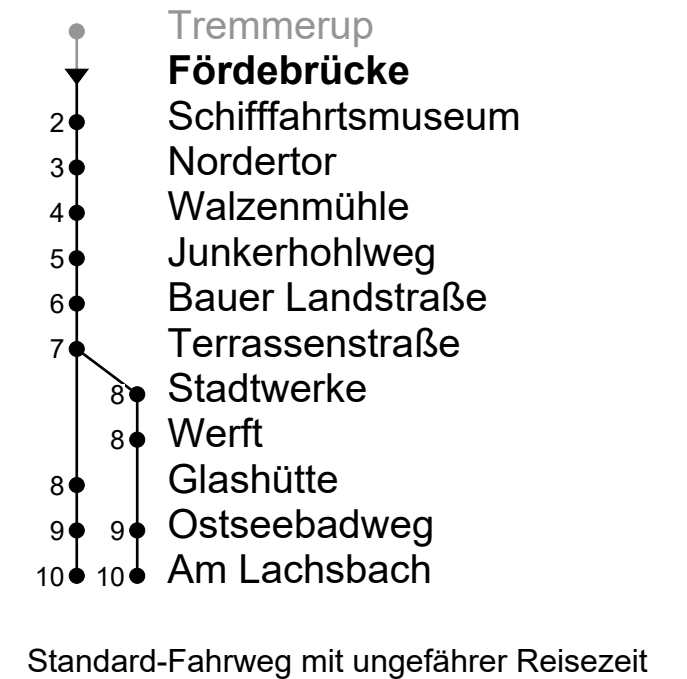 Tremmerup
Fördebrücke
2 Schifffahrtsmuseum
3 Nordertor
4 Walzenmühle
5 Junkerhohlweg
6 Bauer Landstraße
7 Terrassenstraße
8 Stadtwerke
8 Werft
8 Glashütte
9 9 Ostseebadweg
10 10 Am Lachsbach
Standard-Fahrweg mit ungefährer Reisezeit